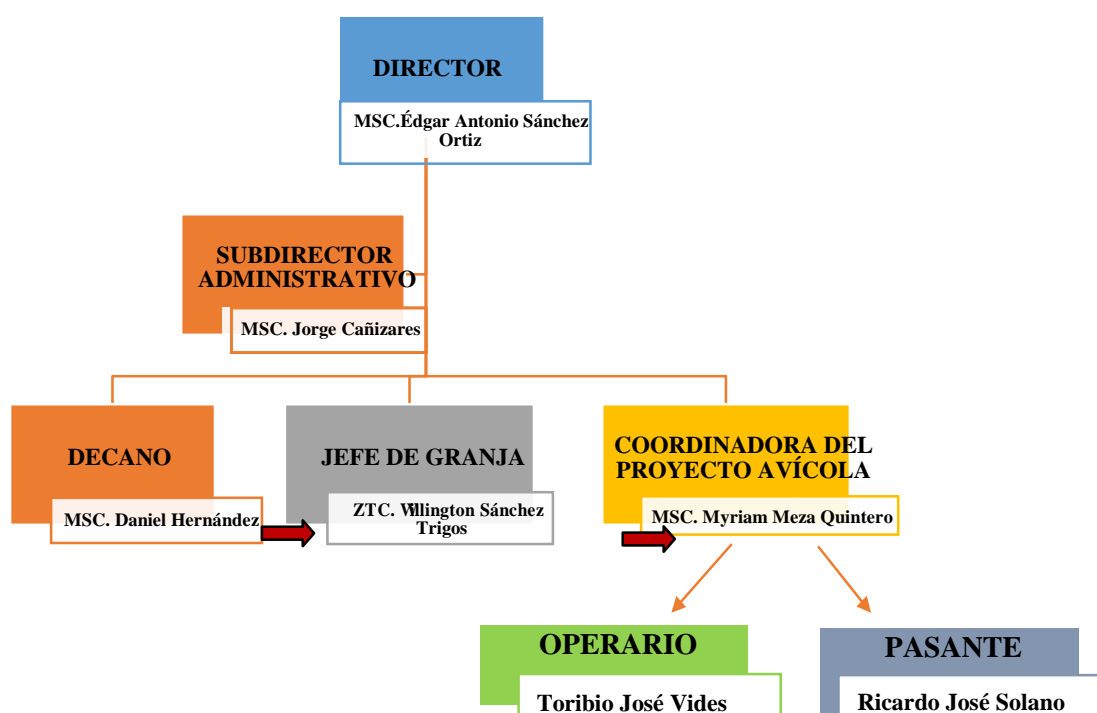 DIRECTOR
MSC.Édgar Antonio Sánchez
Ortiz
SUBDIRECTOR
ADMINISTRATIVO
MSC. Jorge Cañizares
DECANO
MSC. Daniel Hernández
JEFE DE GRANJA
ZTC. Willington Sánchez
Trigos
COORDINADORA DEL
PROYECTO AVÍCOLA
MSC. Myriam Meza Quintero
OPERARIO
Toribio José Vides
PASANTE
Ricardo José Solano